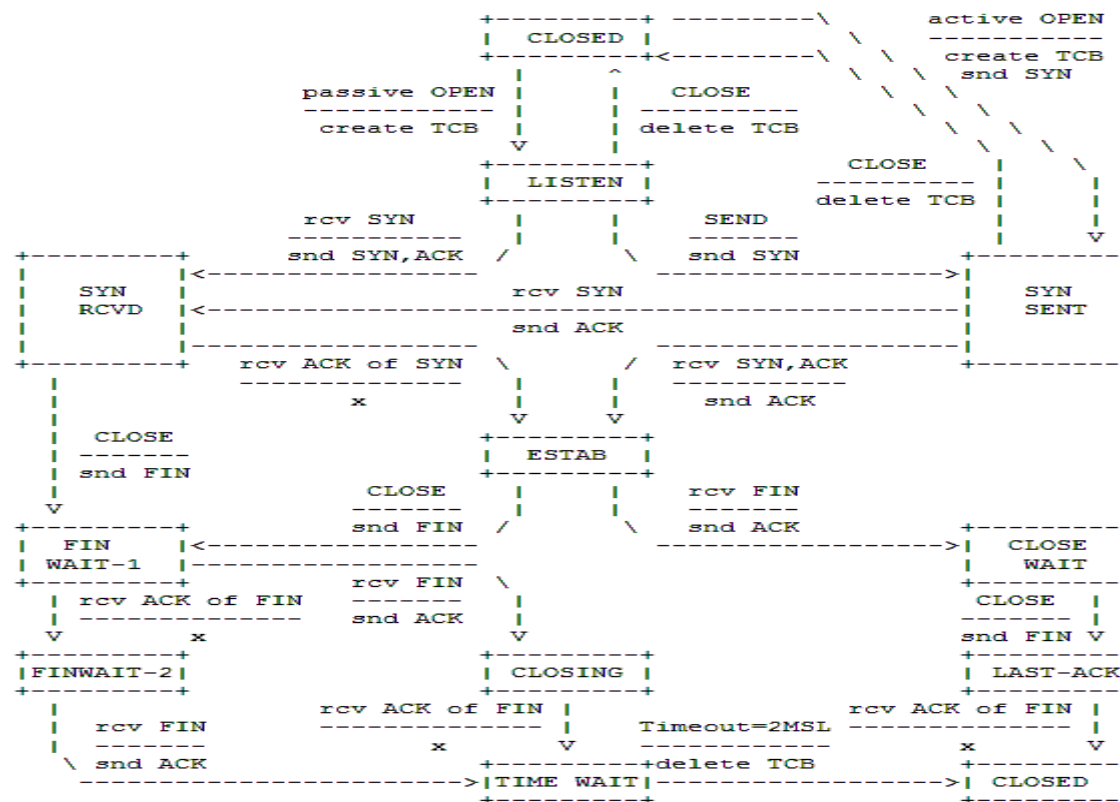 active OPEN
CLOSED
create TCB
snd SYN
passive OPEN
CLOSE
create TCB
delete TCB
CLOSE
LISTEN
delete TCB
rcv SYN
SEND
snd SYN,ACK
snd SYN
SYN
rcv SYN
SYN
RCVD
SENT
snd ACK
rcv ACK of SYN
rcv SYN,ACK
x
snd ACK
CLOSE
ESTAB
snd FIN
CLOSE
rcv FIN
snd FIN
snd ACK
FIN
CLOSE
WAIT-1
WAIT
rcv FIN
rcv ACK of FIN
CLOSE
snd ACK
x
snd FIN
FINWAIT-2
CLOSING
LAST-ACK
rcv ACK of FIN
rcv ACK of FIN
rcv FIN
Timeout=2MSL
x
x
snd ACK
delete TCB
TIME WAIT
CLOSED